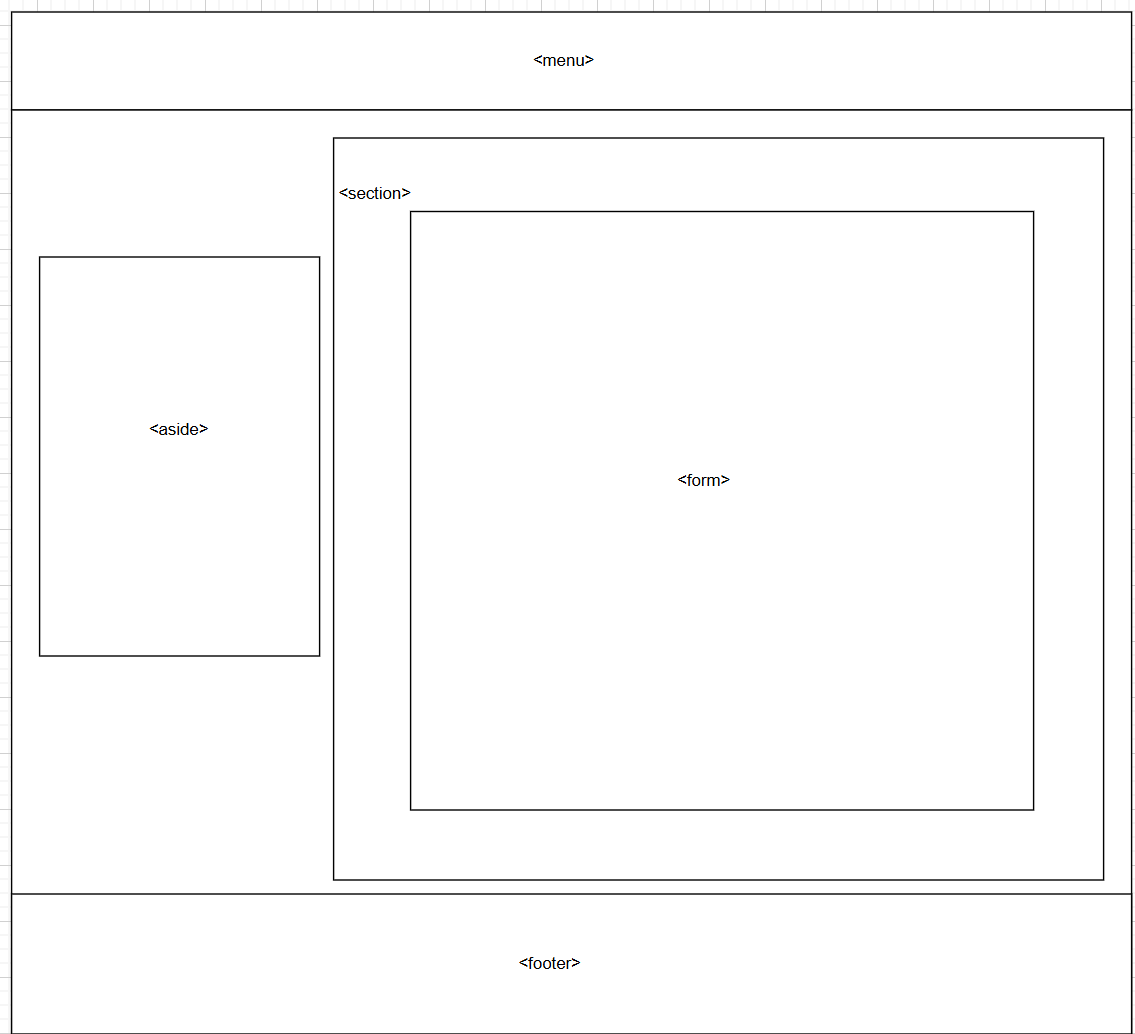 <menu>
<section>
<aside>
<form>
<footer>